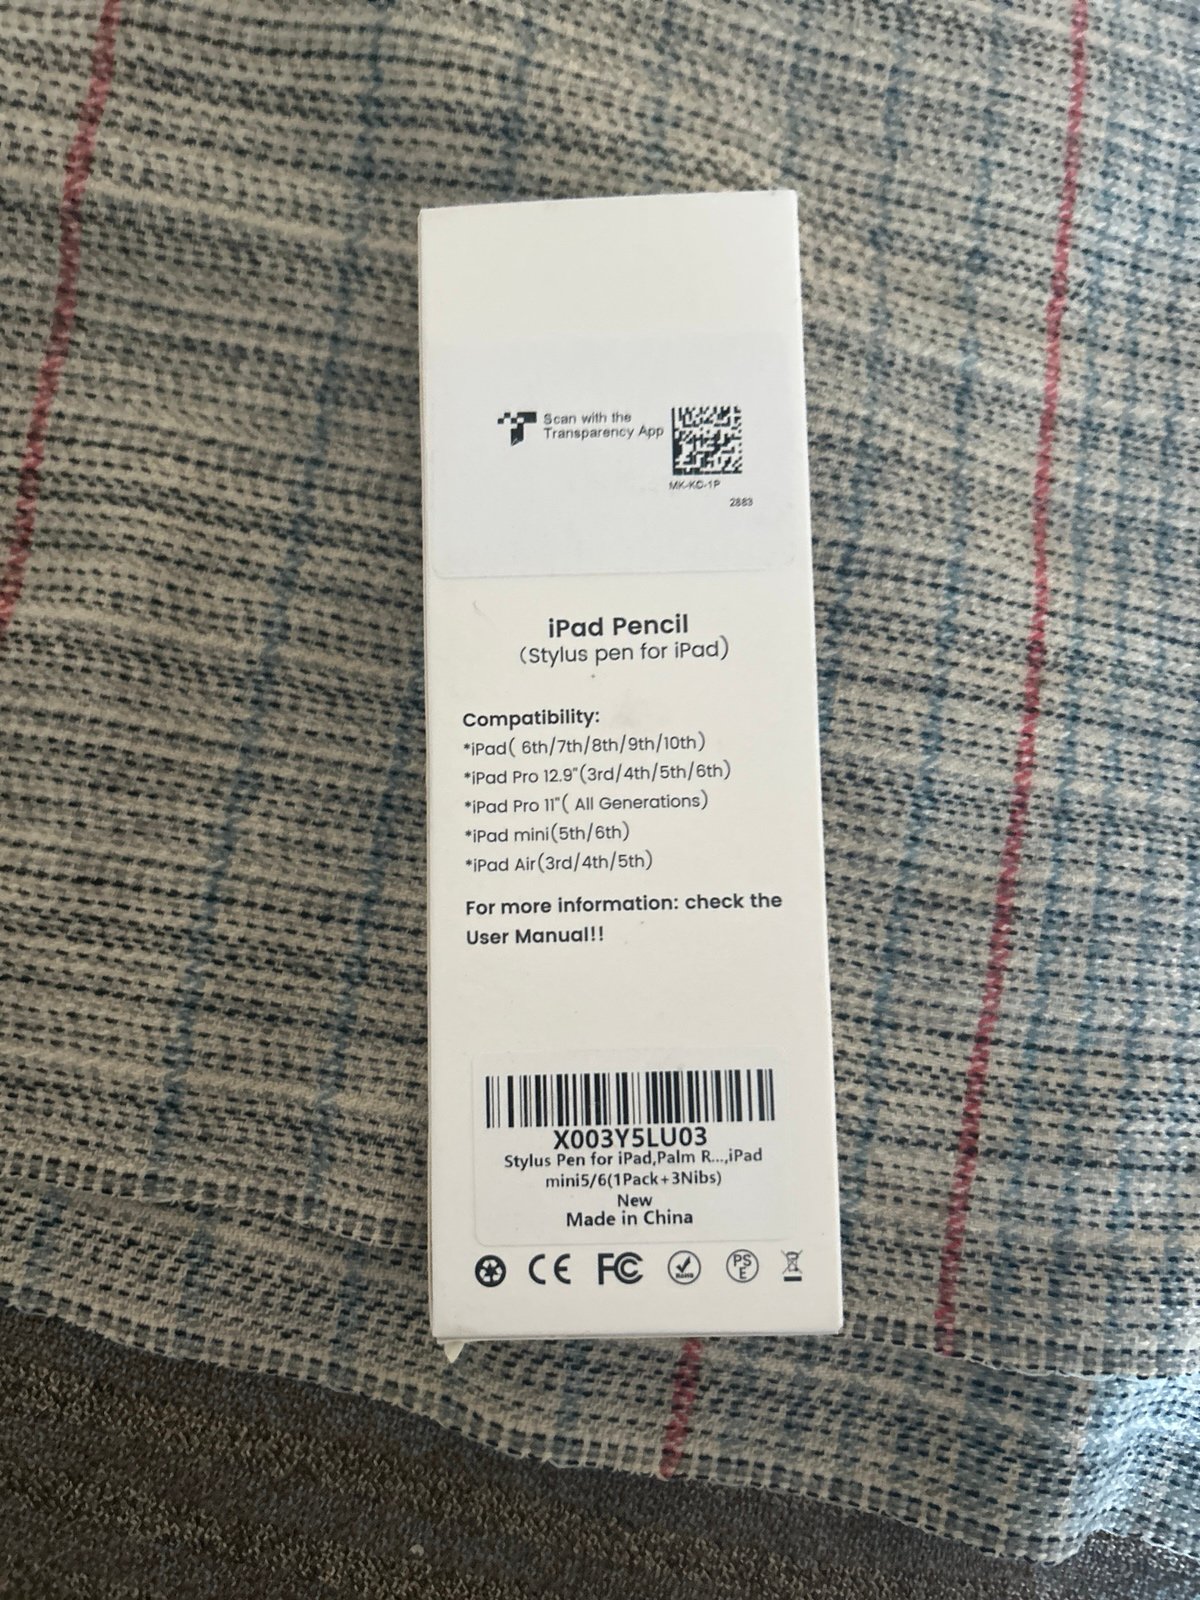 Scan with the
Transparency App
MK-KC-1P
2883
iPad Pencil
(Stylus pen for iPad)
Compatibility:
*iPad( 6th/7th/8th/9th/10th)
*iPad Pro 12.9"(3rd/4th/5th/6th)
*iPad Pro 11"( All Generations)
*iPad mini(5th/6th)
*iPad Air(3rd/4th/5th)
For more information: check the
User Manual!!
X003Y5LU03
Stylus Pen for iPad,Palm R...,iPad
mini5/6(1Pack+3Nibs)
New
Made in China
CE FC RoHS PSE